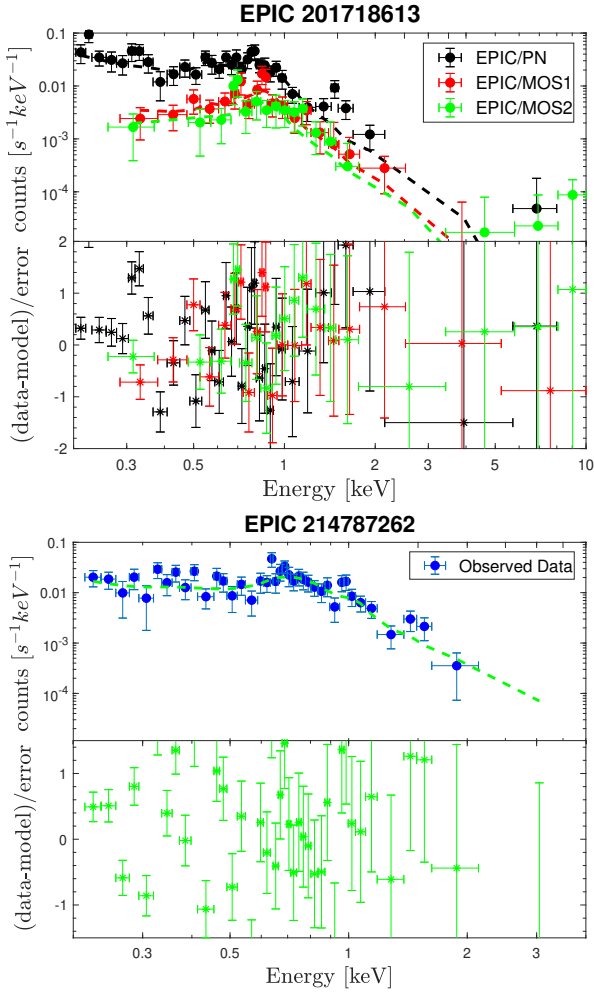 EPIC 201718613
counts [s⁻¹keV⁻¹]
0.1
0.01
10⁻³
10⁻⁴
EPIC/PN
EPIC/MOS1
EPIC/MOS2
(data-model)/error
2
1
0
-1
-2
0.3 0.5 1 2 3 5 10
Energy [keV]
EPIC 214787262
counts [s⁻¹keV⁻¹]
0.1
0.01
10⁻³
10⁻⁴
Observed Data
(data-model)/error
1
0
-1
0.3 0.5 1 2 3
Energy [keV]